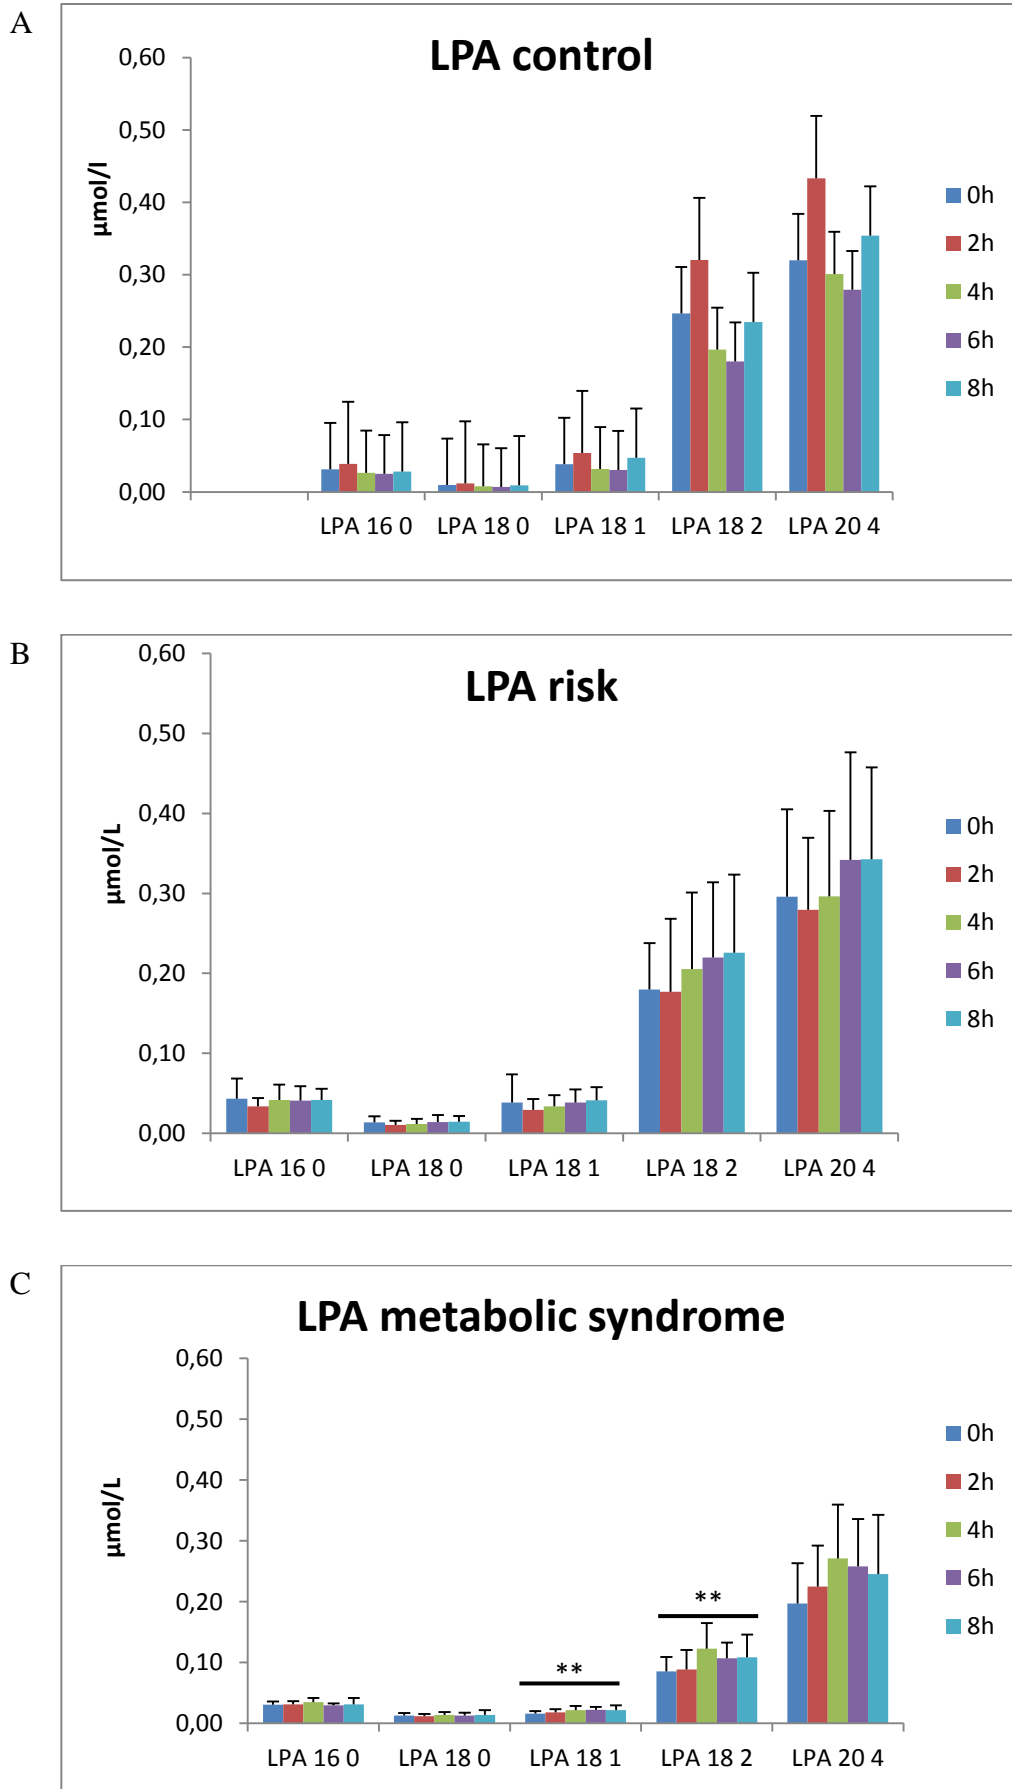 A
LPA control
0,60
0,50
0,40
0,30
0,20
0,10
0,00
µmol/l
LPA 16 0 LPA 18 0 LPA 18 1 LPA 18 2 LPA 20 4
0h
2h
4h
6h
8h
B
LPA risk
0,60
0,50
0,40
0,30
0,20
0,10
0,00
µmol/L
LPA 16 0 LPA 18 0 LPA 18 1 LPA 18 2 LPA 20 4
0h
2h
4h
6h
8h
C
LPA metabolic syndrome
0,60
0,50
0,40
0,30
0,20
0,10
0,00
µmol/L
**
**
LPA 16 0 LPA 18 0 LPA 18 1 LPA 18 2 LPA 20 4
0h
2h
4h
6h
8h